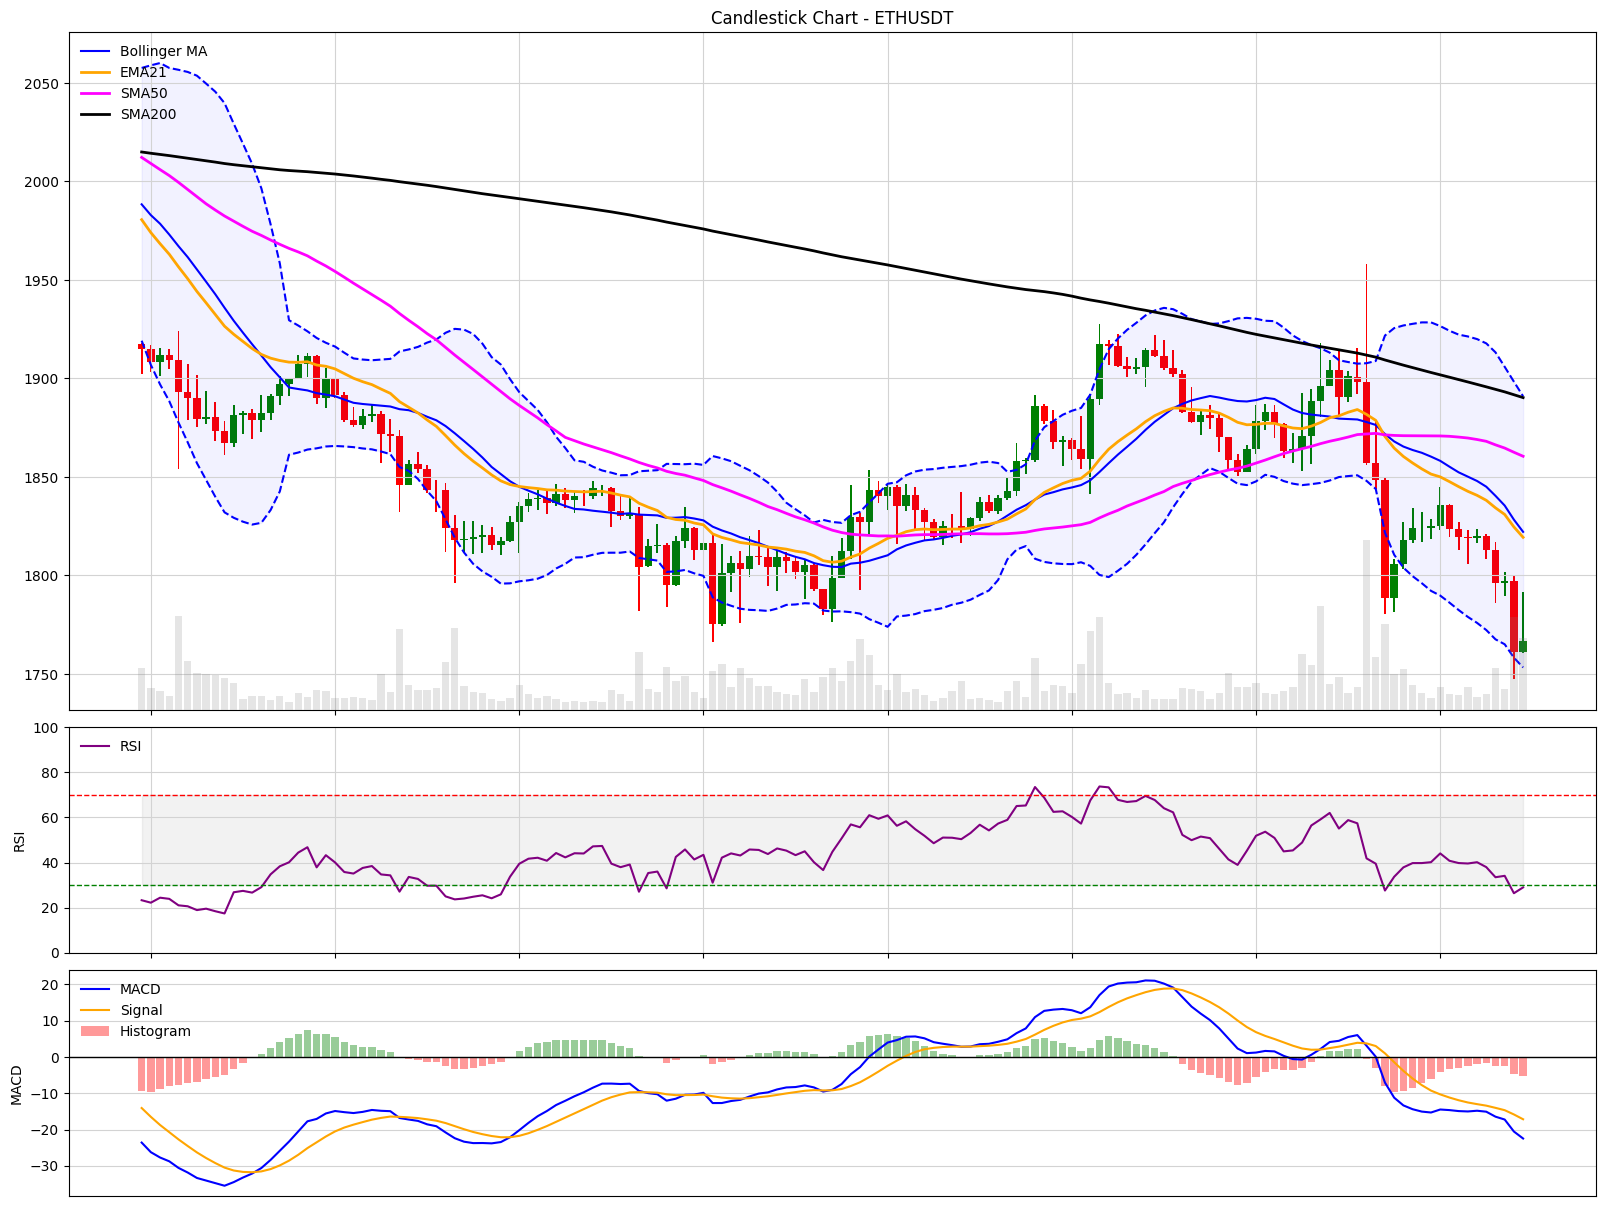 Candlestick Chart - ETHUSDT
Bollinger MA
EMA21
SMA50
SMA200
2050
2000
1950
1900
1850
1800
1750
RSI
100
80
60
40
20
0
RSI
MACD
Signal
Histogram
20
10
0
−10
−20
−30
MACD